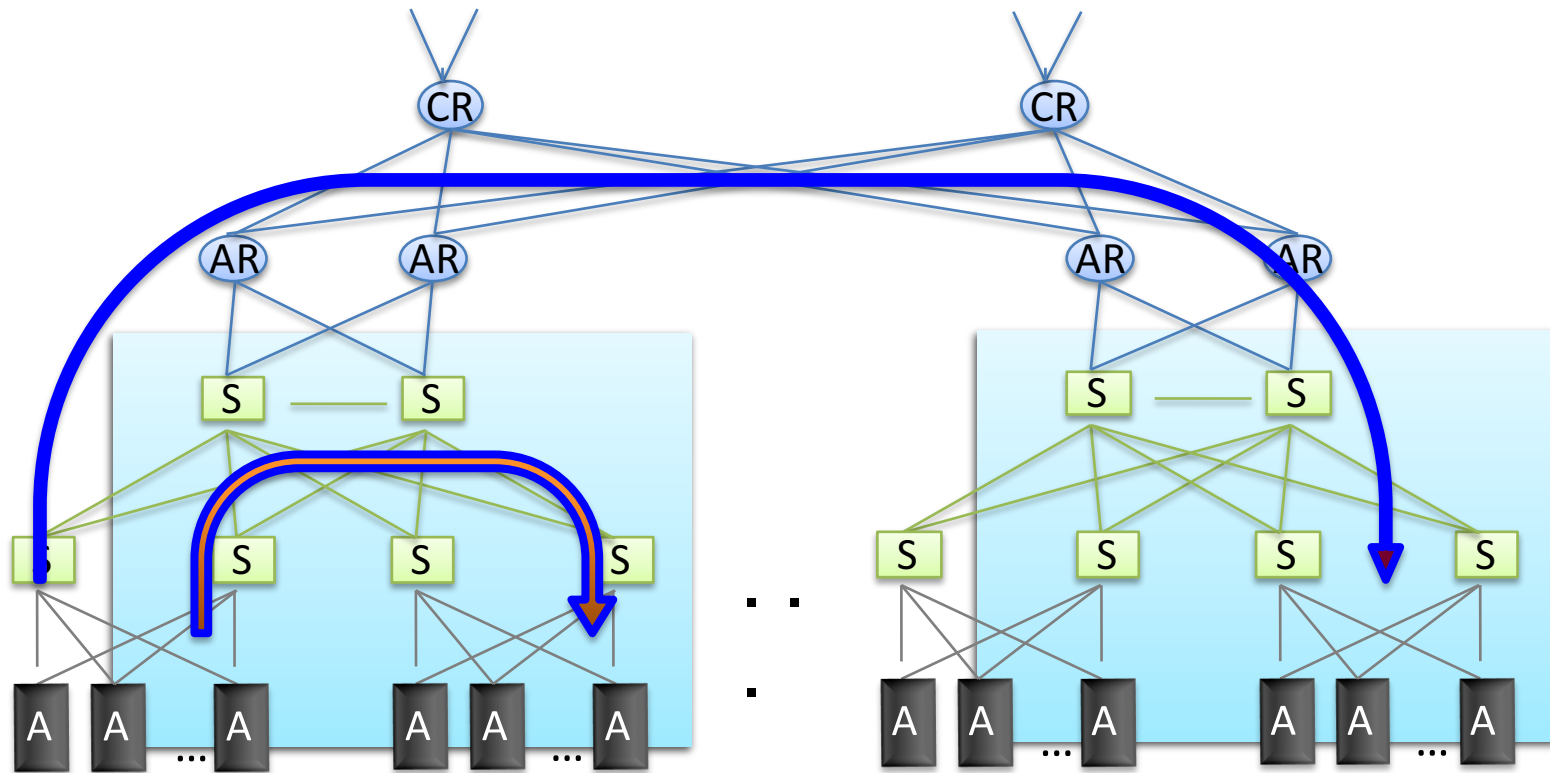 CR CR
AR AR AR AR
S S S S
S S S S S S S S
A A A A A A A A A A A A
... ... ... ...